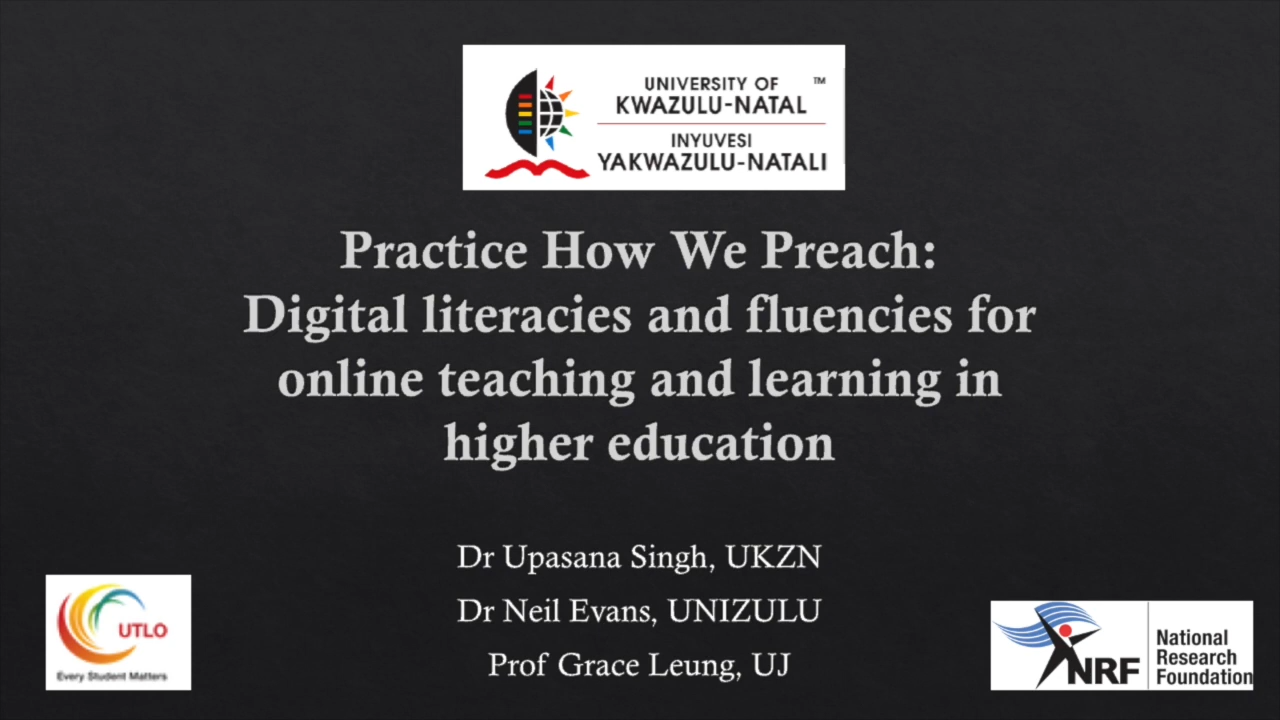 UNIVERSITY OF ™
KWAZULU-NATAL
INYUVESI
YAKWAZULU-NATALI
Practice How We Preach:
Digital literacies and fluencies for
online teaching and learning in
higher education
Dr Upasana Singh, UKZN
Dr Neil Evans, UNIZULU
Prof Grace Leung, UJ
UTLO
Every Student Matters
NRF
National
Research
Foundation